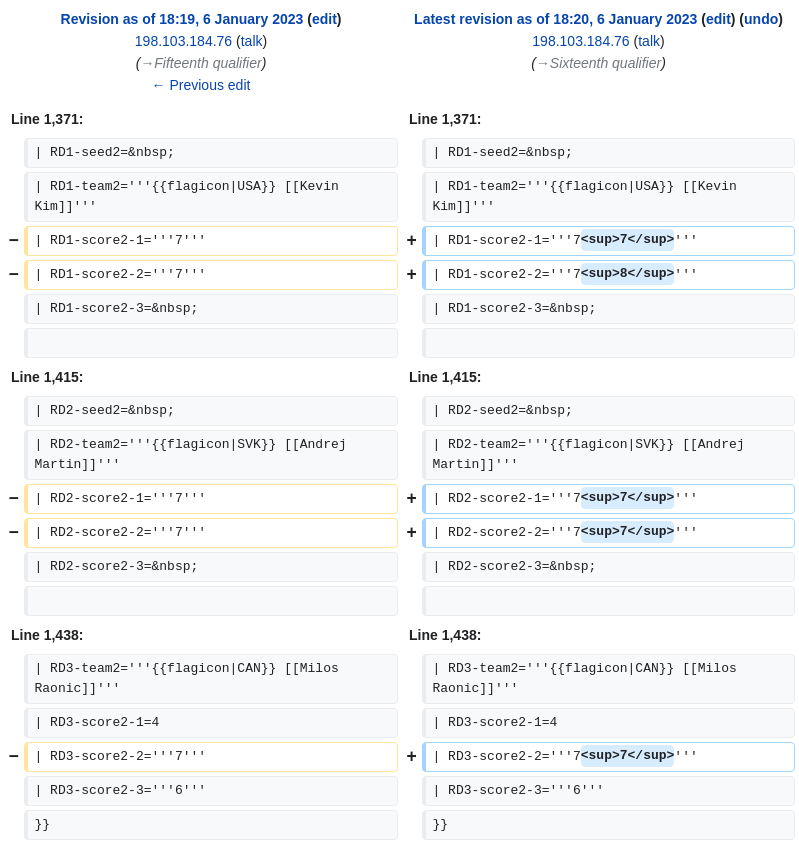 Revision as of 18:19, 6 January 2023 (edit)
198.103.184.76 (talk)
(→Fifteenth qualifier)
← Previous edit
Latest revision as of 18:20, 6 January 2023 (edit) (undo)
198.103.184.76 (talk)
(→Sixteenth qualifier)
Line 1,371:
Line 1,371:
| RD1-seed2=&nbsp;
| RD1-seed2=&nbsp;
| RD1-team2='''{{flagicon|USA}} [[Kevin
Kim]]'''
| RD1-team2='''{{flagicon|USA}} [[Kevin
Kim]]'''
− | RD1-score2-1='''7'''
+ | RD1-score2-1='''7<sup>7</sup>'''
− | RD1-score2-2='''7'''
+ | RD1-score2-2='''7<sup>8</sup>'''
| RD1-score2-3=&nbsp;
| RD1-score2-3=&nbsp;
Line 1,415:
Line 1,415:
| RD2-seed2=&nbsp;
| RD2-seed2=&nbsp;
| RD2-team2='''{{flagicon|SVK}} [[Andrej
Martin]]'''
| RD2-team2='''{{flagicon|SVK}} [[Andrej
Martin]]'''
− | RD2-score2-1='''7'''
+ | RD2-score2-1='''7<sup>7</sup>'''
− | RD2-score2-2='''7'''
+ | RD2-score2-2='''7<sup>7</sup>'''
| RD2-score2-3=&nbsp;
| RD2-score2-3=&nbsp;
Line 1,438:
Line 1,438:
| RD3-team2='''{{flagicon|CAN}} [[Milos
Raonic]]'''
| RD3-team2='''{{flagicon|CAN}} [[Milos
Raonic]]'''
| RD3-score2-1=4
| RD3-score2-1=4
− | RD3-score2-2='''7'''
+ | RD3-score2-2='''7<sup>7</sup>'''
| RD3-score2-3='''6'''
| RD3-score2-3='''6'''
}}
}}